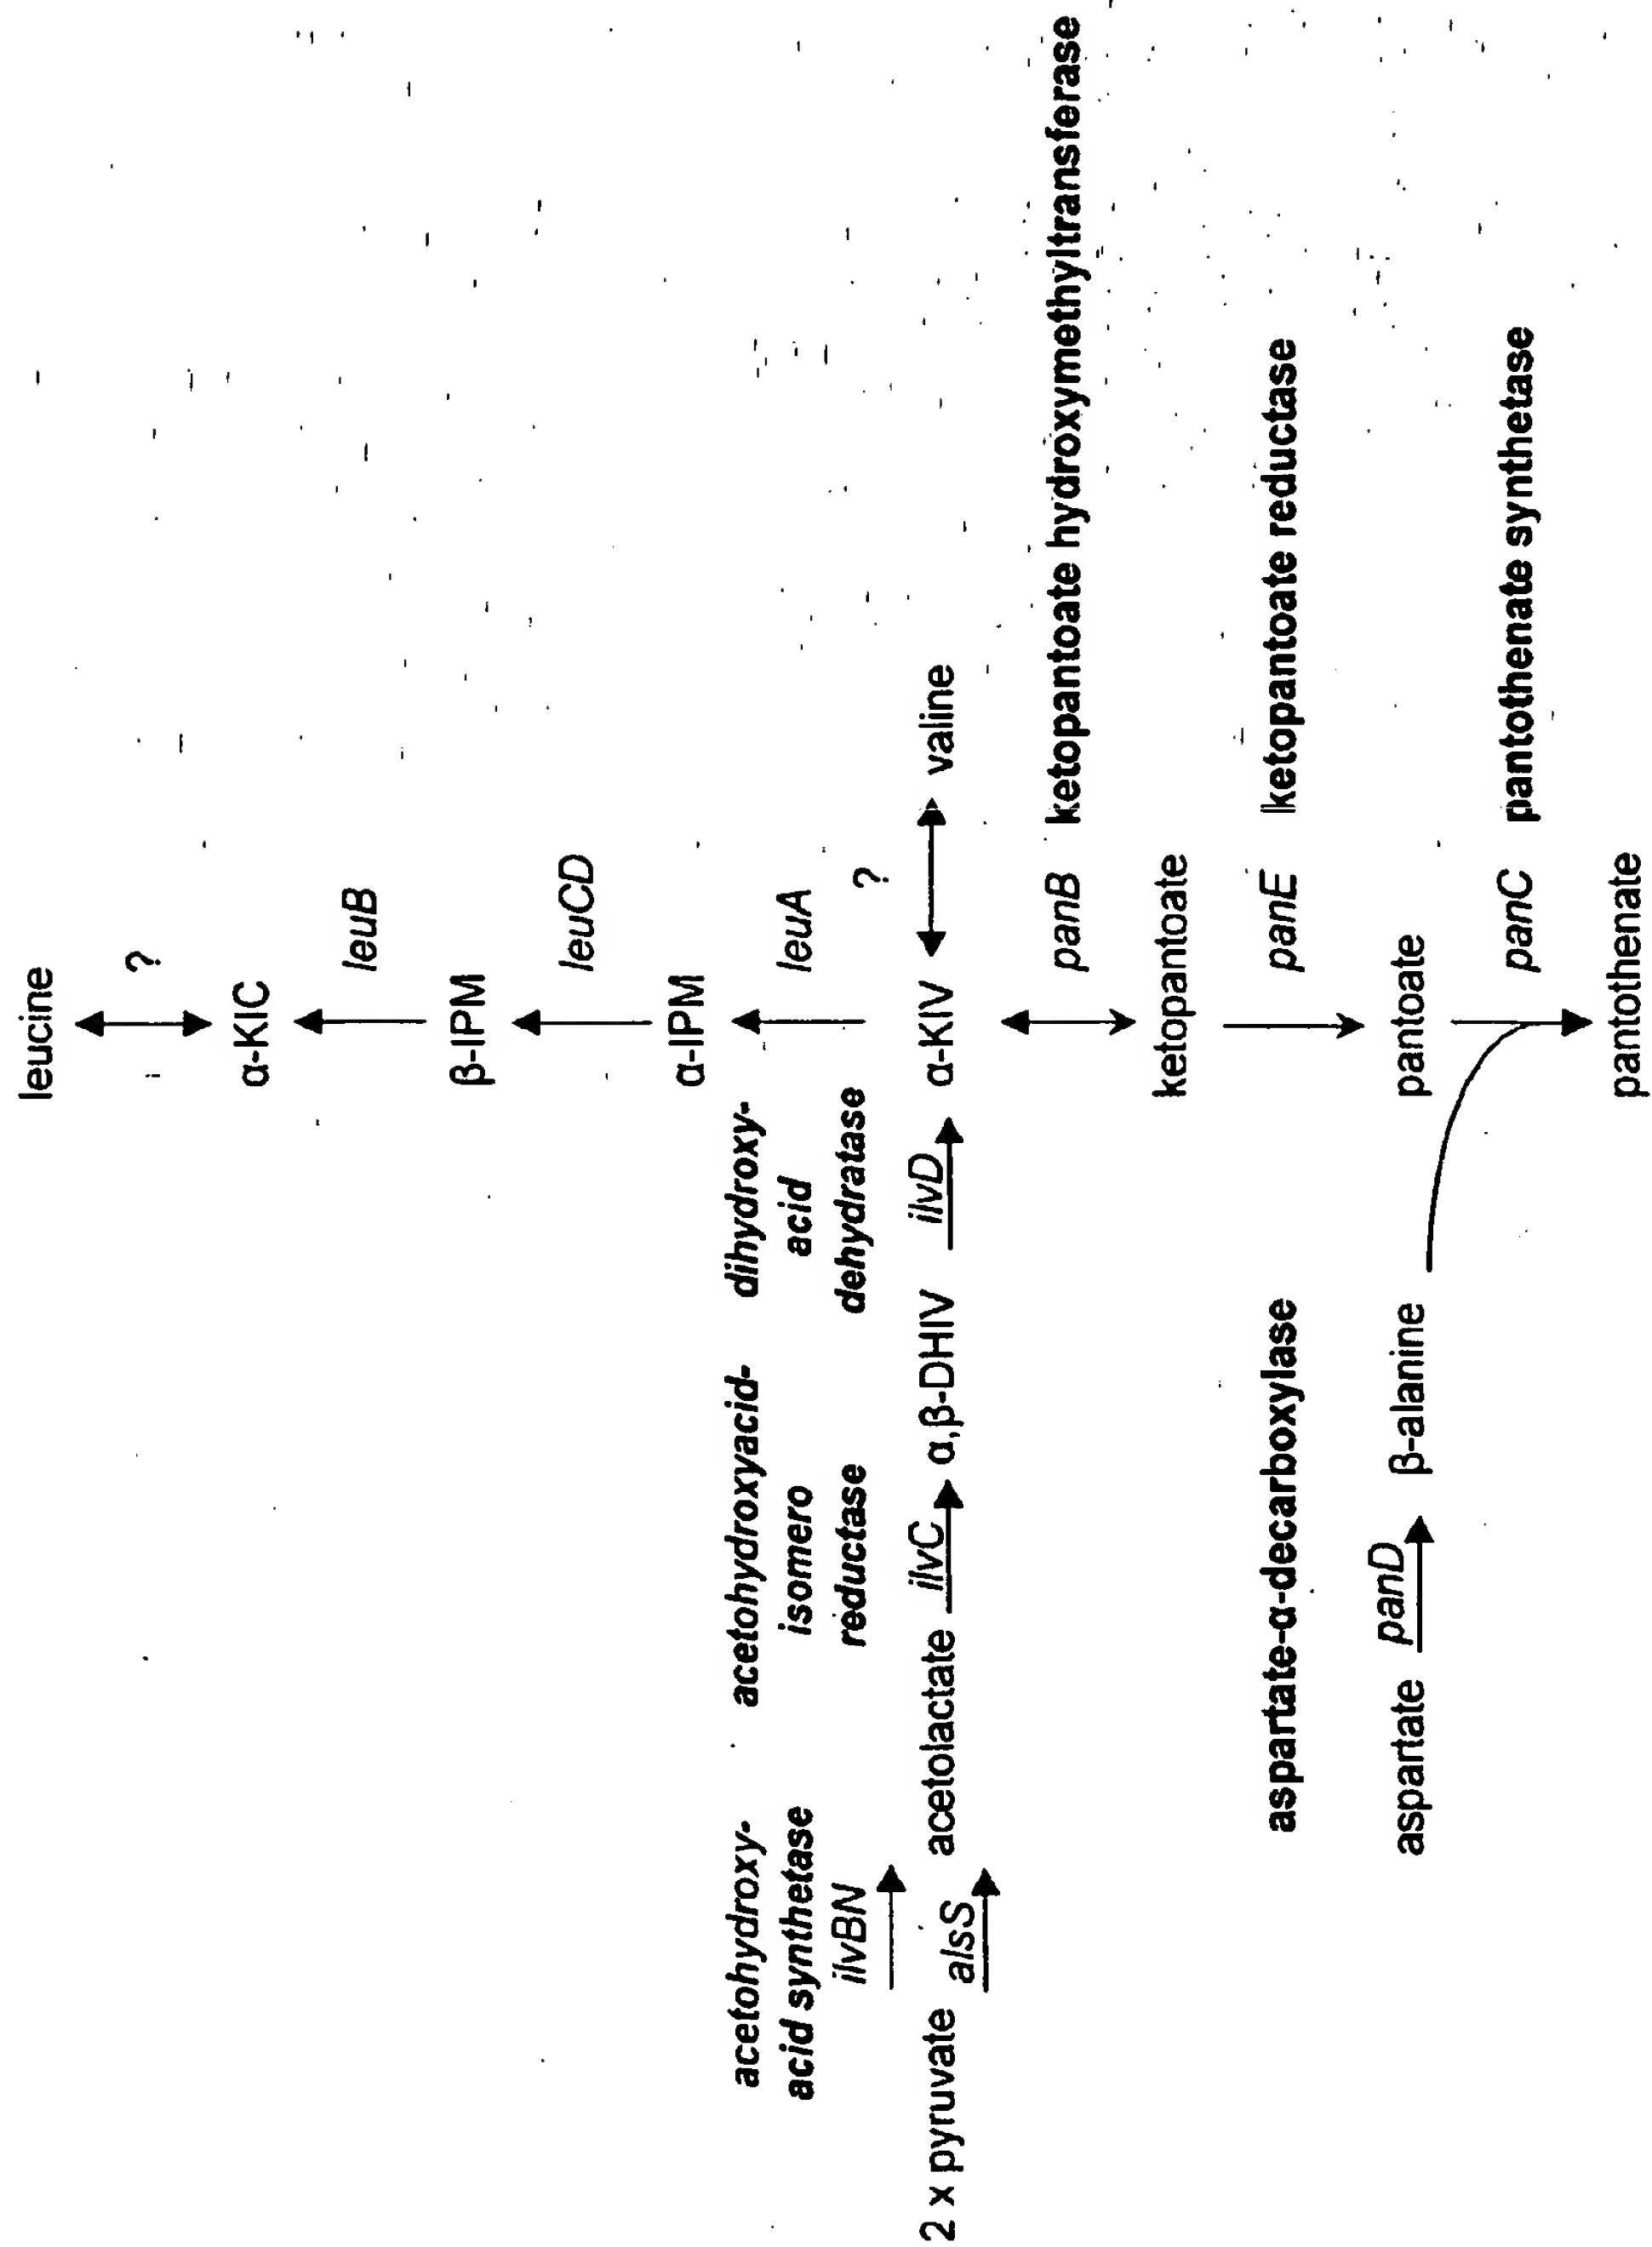 leucine
?
α-KIC
leuB
β-IPM
leuCD
α-IPM
leuA
acetohydroxy-
acid synthetase
acetohydroxyacid-
isomero
reductase
dihydroxy-
acid
dehydratase
ilvBN
?
2 x pyruvate
alsS
acetolactate
ilvC
α,β-DHIV
ilvD
α-KIV
valine
panB
ketopantoate hydroxymethyltransferase
ketopantoate
aspartate-α-decarboxylase
panE
ketopantoate reductase
aspartate
panD
β-alanine
pantoate
panC
pantothenate synthetase
pantothenate